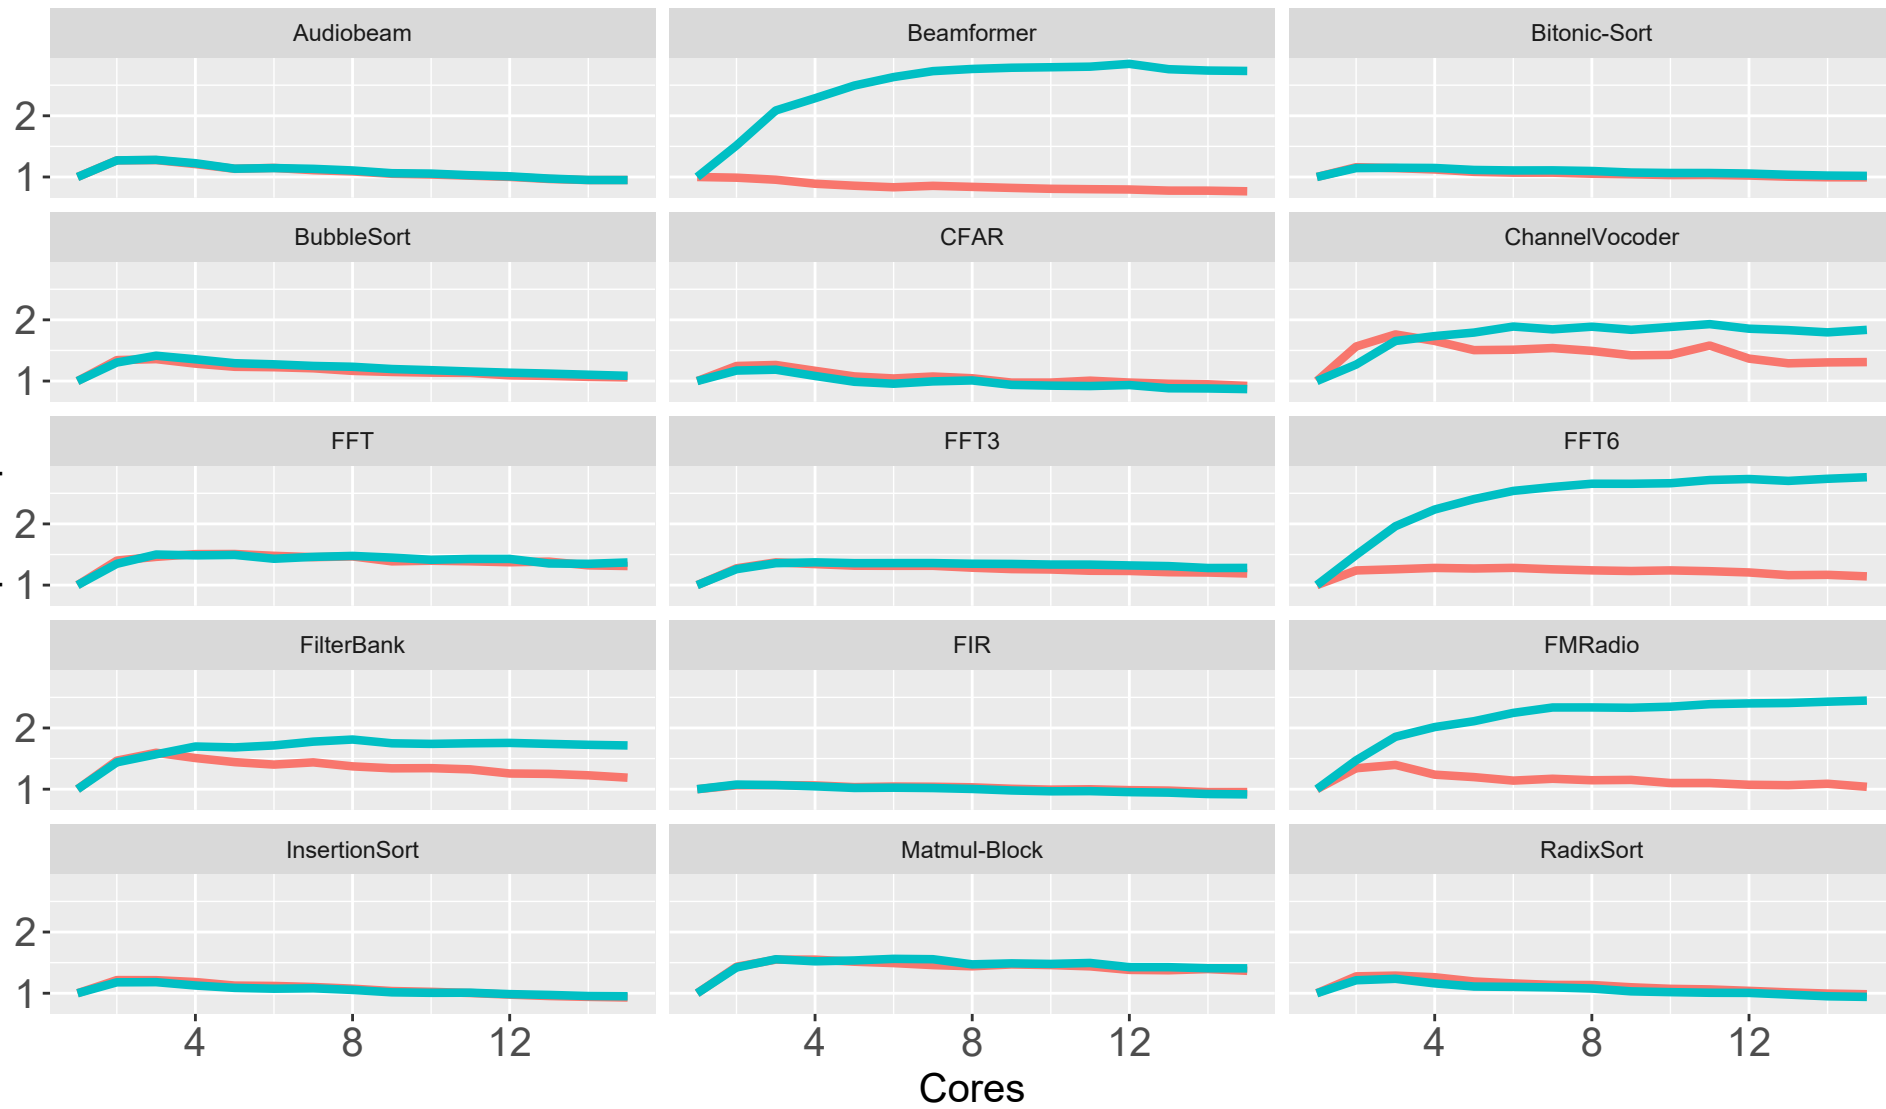 Audiobeam Beamformer Bitonic-Sort
2
1
BubbleSort CFAR ChannelVocoder
2
1
FFT FFT3 FFT6
2
1
FilterBank FIR FMRadio
2
1
InsertionSort Matmul-Block RadixSort
2
1
4 8 12 4 8 12 4 8 12
Cores